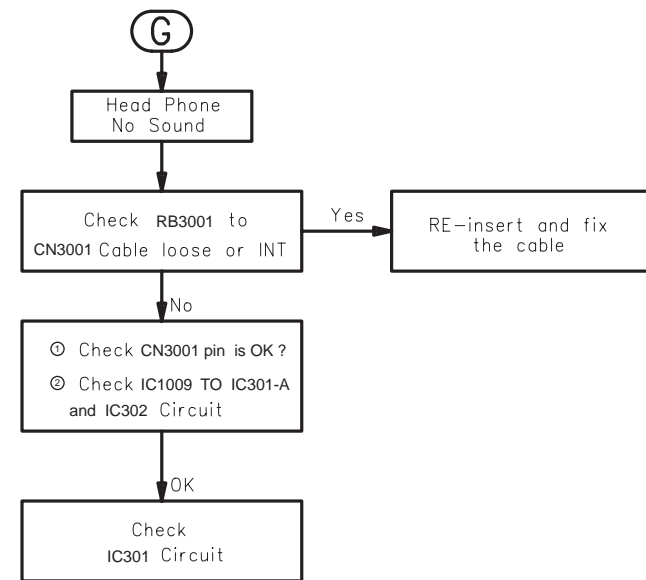 G
Head Phone
No Sound
Check RB3001 to
CN3001 Cable loose or INT
Yes
RE-insert and fix
the cable
No
① Check CN3001 pin is OK ?
② Check IC1009 TO IC301-A
and IC302 Circuit
OK
Check
IC301 Circuit